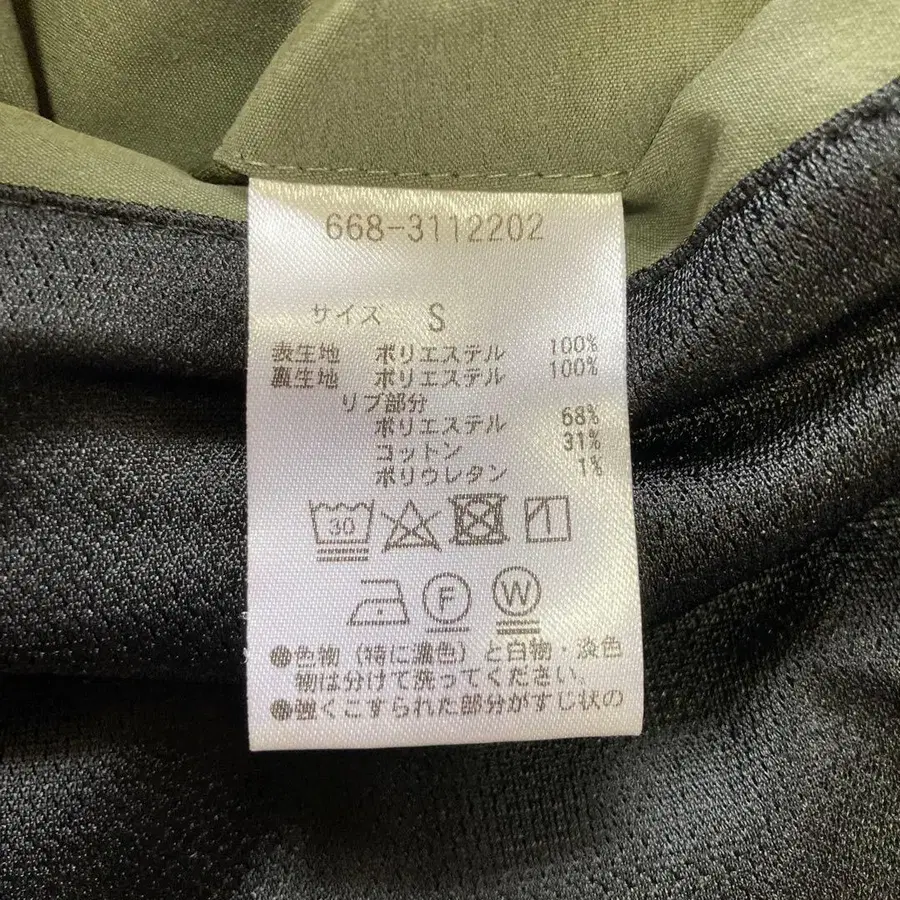 668-3112202
サイズ S
表生地 ポリエステル 100%
裏生地 ポリエステル 100%
リブ部分
ポリエステル 68%
コットン 31%
ポリウレタン 1%
30
F W
●色物（特に濃色）と白物・淡色
物は分けて洗ってください。
●強くこすられた部分がすじ状の